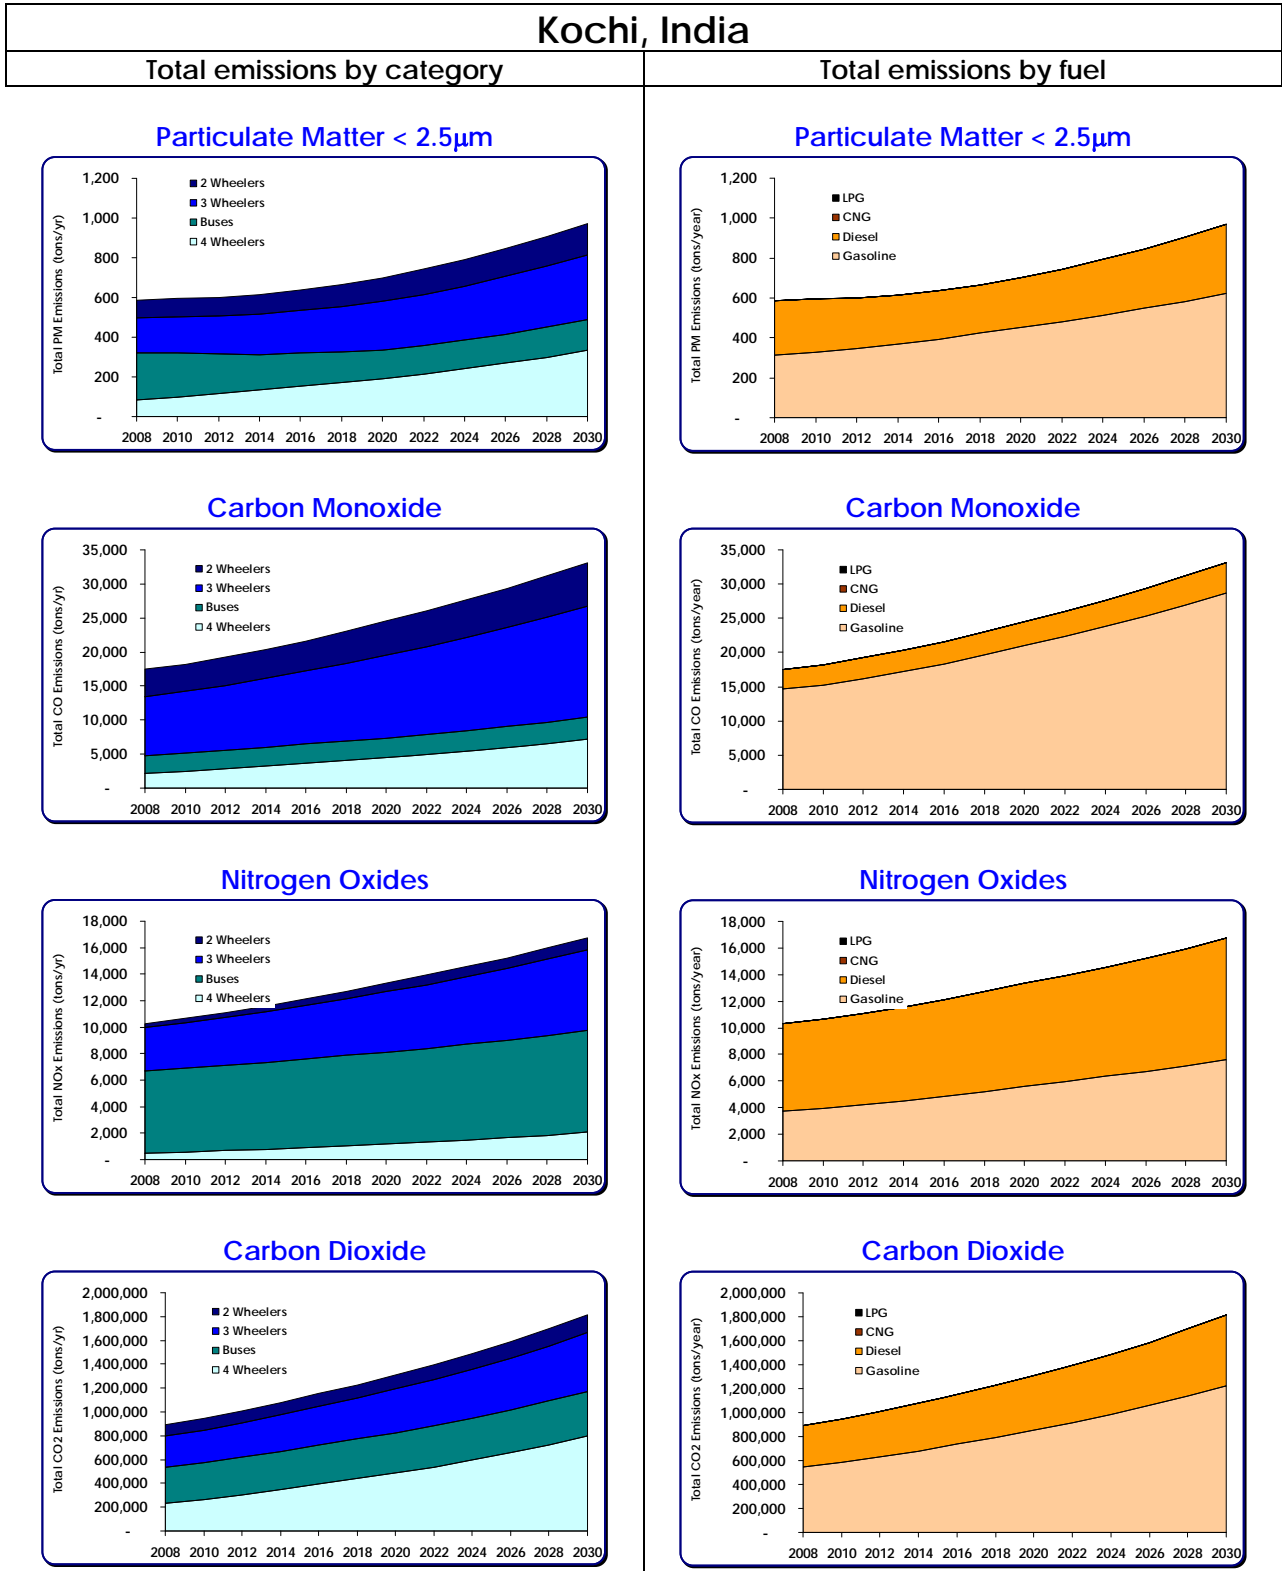 Kochi, India
Total emissions by category
Total emissions by fuel
Particulate Matter < 2.5μm
Total PM Emissions (tons/yr)
1,200
1,000
800
600
400
200
-
2 Wheelers
3 Wheelers
Buses
4 Wheelers
2008 2010 2012 2014 2016 2018 2020 2022 2024 2026 2028 2030
Particulate Matter < 2.5μm
Total PM Emissions (tons/year)
1,200
1,000
800
600
400
200
-
LPG
CNG
Diesel
Gasoline
2008 2010 2012 2014 2016 2018 2020 2022 2024 2026 2028 2030
Carbon Monoxide
Total CO Emissions (tons/yr)
35,000
30,000
25,000
20,000
15,000
10,000
5,000
-
2 Wheelers
3 Wheelers
Buses
4 Wheelers
2008 2010 2012 2014 2016 2018 2020 2022 2024 2026 2028 2030
Carbon Monoxide
Total CO Emissions (tons/year)
35,000
30,000
25,000
20,000
15,000
10,000
5,000
-
LPG
CNG
Diesel
Gasoline
2008 2010 2012 2014 2016 2018 2020 2022 2024 2026 2028 2030
Nitrogen Oxides
Total NOx Emissions (tons/yr)
18,000
16,000
14,000
12,000
10,000
8,000
6,000
4,000
2,000
-
2 Wheelers
3 Wheelers
Buses
4 Wheelers
2008 2010 2012 2014 2016 2018 2020 2022 2024 2026 2028 2030
Nitrogen Oxides
Total NOx Emissions (tons/year)
18,000
16,000
14,000
12,000
10,000
8,000
6,000
4,000
2,000
-
LPG
CNG
Diesel
Gasoline
2008 2010 2012 2014 2016 2018 2020 2022 2024 2026 2028 2030
Carbon Dioxide
Total CO2 Emissions (tons/yr)
2,000,000
1,800,000
1,600,000
1,400,000
1,200,000
1,000,000
800,000
600,000
400,000
200,000
-
2 Wheelers
3 Wheelers
Buses
4 Wheelers
2008 2010 2012 2014 2016 2018 2020 2022 2024 2026 2028 2030
Carbon Dioxide
Total CO2 Emissions (tons/year)
2,000,000
1,800,000
1,600,000
1,400,000
1,200,000
1,000,000
800,000
600,000
400,000
200,000
-
LPG
CNG
Diesel
Gasoline
2008 2010 2012 2014 2016 2018 2020 2022 2024 2026 2028 2030